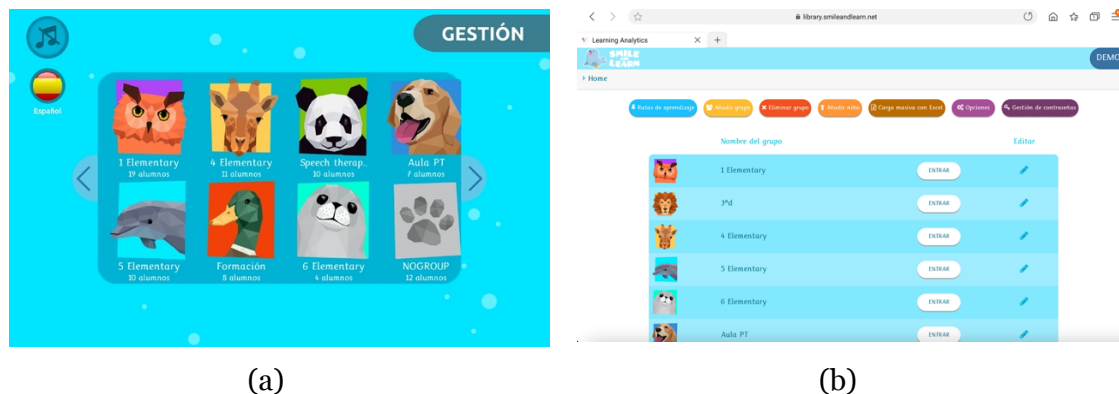 GESTIÓN
Español
1 Elementary
19 alumnos
4 Elementary
11 alumnos
Speech therap..
10 alumnos
Aula PT
7 alumnos
5 Elementary
10 alumnos
Formación
8 alumnos
6 Elementary
4 alumnos
NOGROUP
12 alumnos
(a)
library.smileandlearn.net
Learning Analytics
SMILE
AND
LEARN
DEMO
Home
Rutas de aprendizaje
Añadir grupo
Eliminar grupo
Añadir niño
Carga masiva con Excel
Opciones
Gestión de contraseñas
Nombre del grupo Editar
1 Elementary ENTRAR
3ºd ENTRAR
4 Elementary ENTRAR
5 Elementary ENTRAR
6 Elementary ENTRAR
Aula PT ENTRAR
(b)